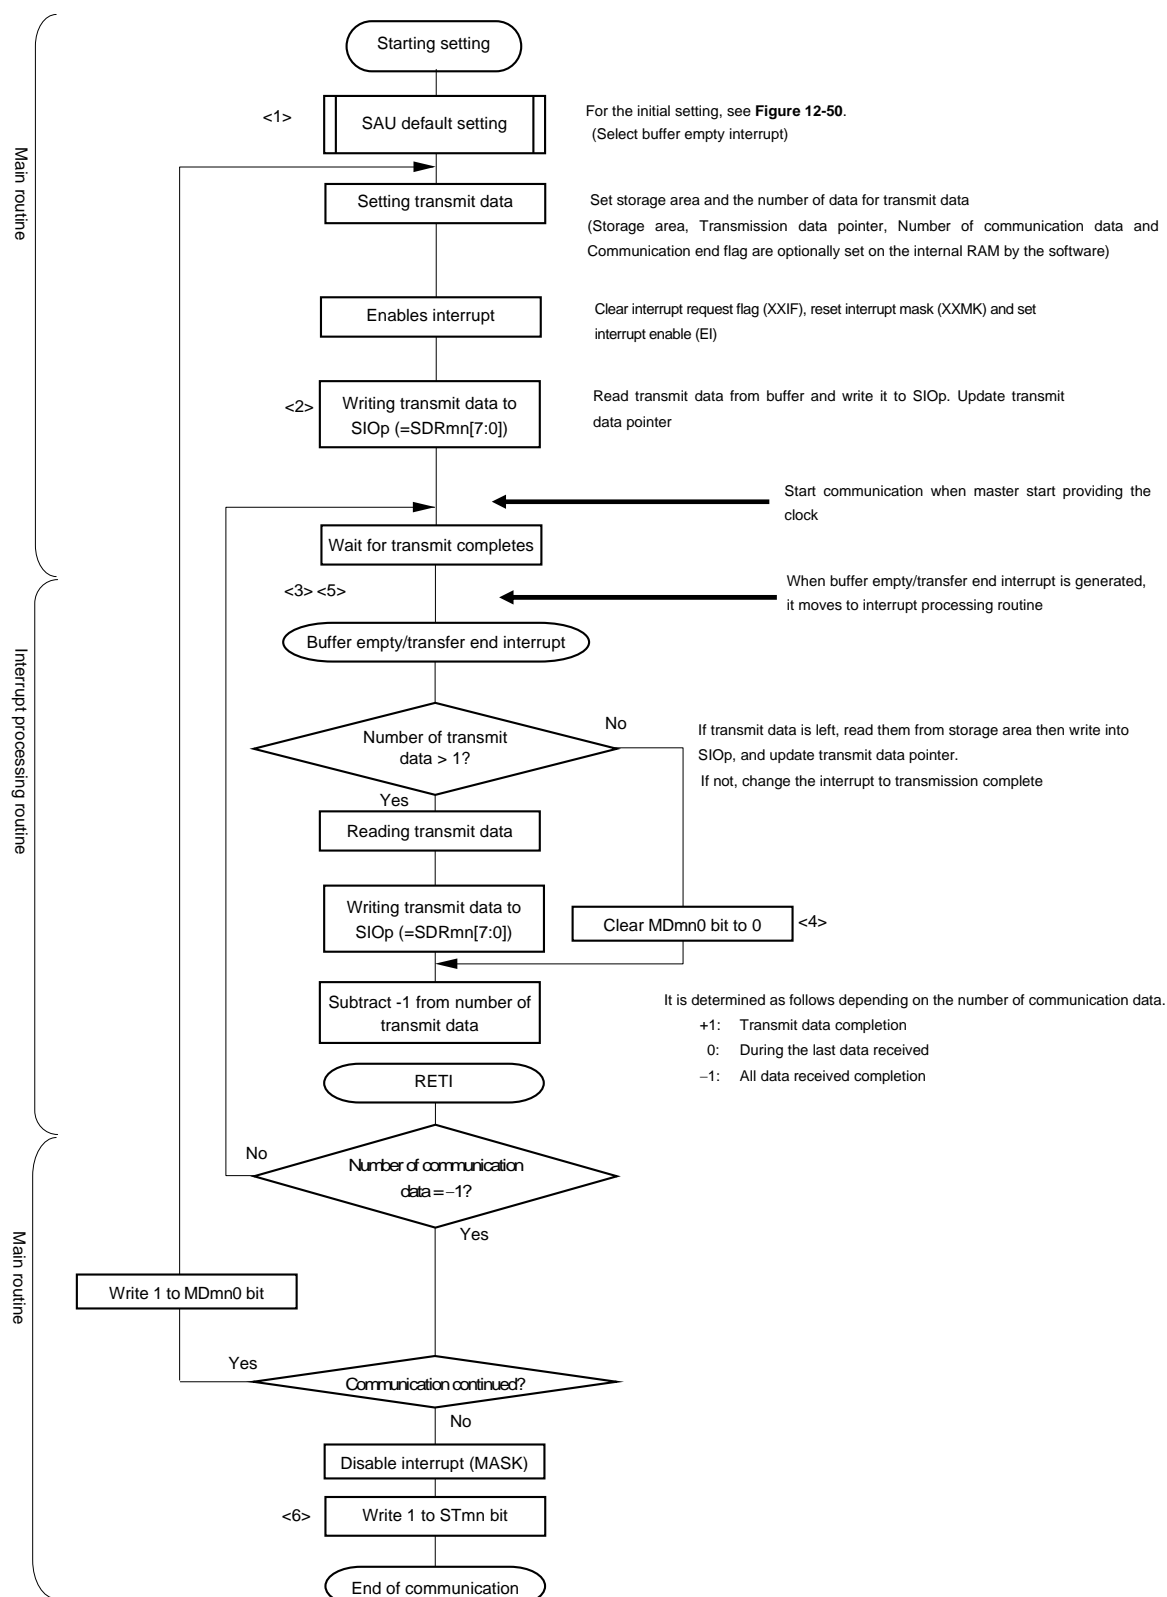 Starting setting
<1>
SAU default setting
For the initial setting, see Figure 12-50.
(Select buffer empty interrupt)
Main routine
Setting transmit data
Set storage area and the number of data for transmit data
(Storage area, Transmission data pointer, Number of communication data and
Communication end flag are optionally set on the internal RAM by the software)
Enables interrupt
Clear interrupt request flag (XXIF), reset interrupt mask (XXMK) and set
interrupt enable (EI)
<2>
Writing transmit data to
SIOp (=SDRmn[7:0])
Read transmit data from buffer and write it to SIOp. Update transmit
data pointer
Start communication when master start providing the
clock
Wait for transmit completes
<3> <5>
When buffer empty/transfer end interrupt is generated,
it moves to interrupt processing routine
Buffer empty/transfer end interrupt
Interrupt processing routine
Number of transmit
data > 1?
No
If transmit data is left, read them from storage area then write into
SIOp, and update transmit data pointer.
If not, change the interrupt to transmission complete
Yes
Reading transmit data
Writing transmit data to
SIOp (=SDRmn[7:0])
Clear MDmn0 bit to 0
<4>
Subtract -1 from number of
transmit data
It is determined as follows depending on the number of communication data.
+1: Transmit data completion
0: During the last data received
−1: All data received completion
RETI
No
Number of communication
data = −1?
Yes
Main routine
Write 1 to MDmn0 bit
Yes
Communication continued?
No
Disable interrupt (MASK)
<6>
Write 1 to STmn bit
End of communication